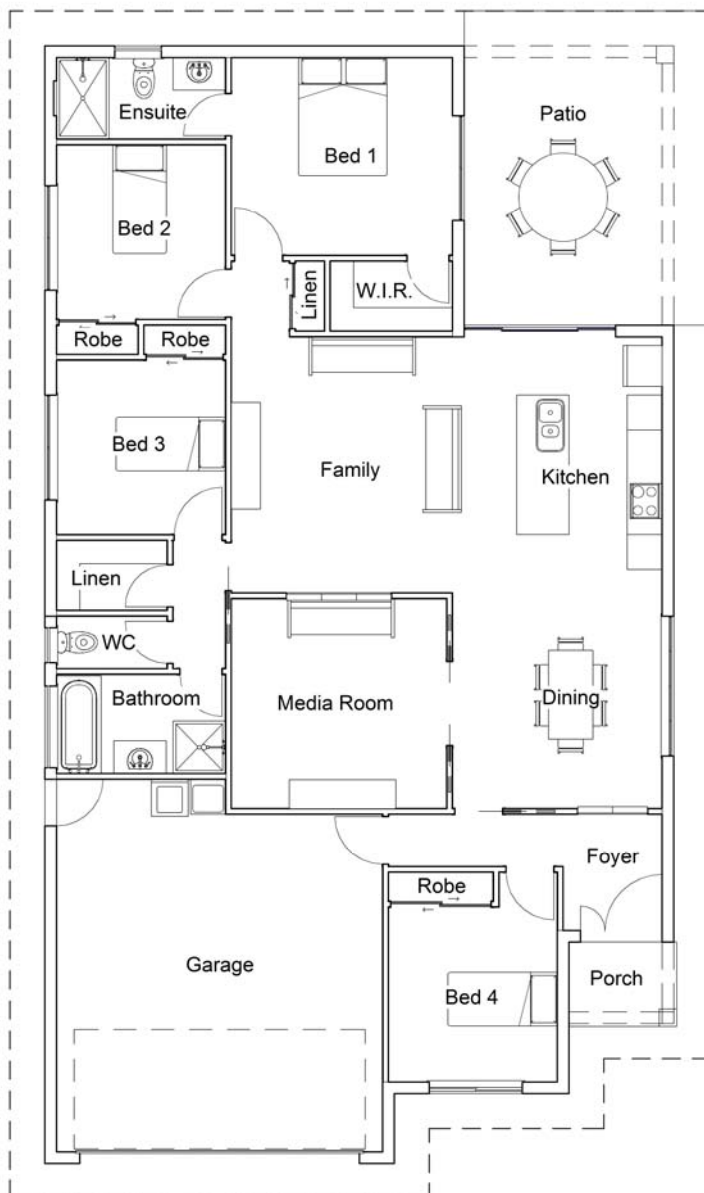 Ensuite
Bed 1
Patio
Bed 2
Linen
W.I.R.
Robe
Robe
Bed 3
Family
Kitchen
Linen
WC
Bathroom
Media Room
Dining
Foyer
Robe
Garage
Bed 4
Porch